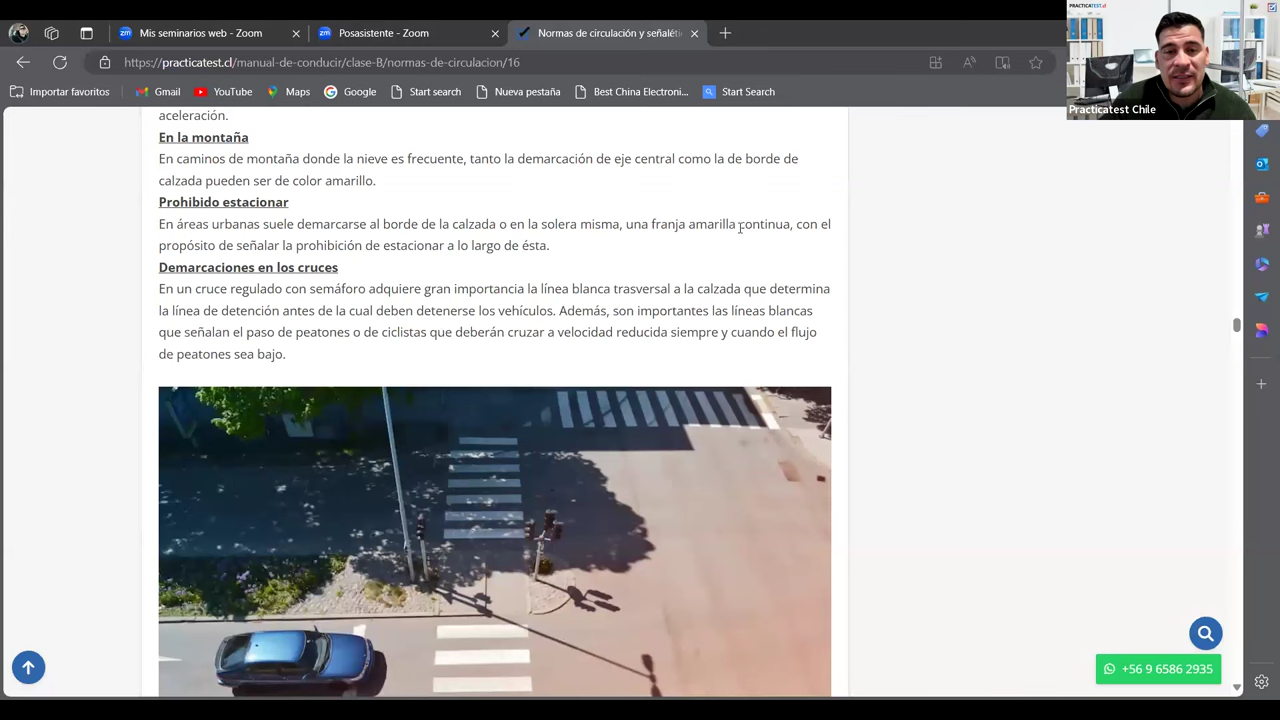 PRACTICATEST.cl
Mis seminarios web - Zoom
Posasistente - Zoom
Normas de circulación y señaléti
https://practicatest.cl/manual-de-conducir/clase-B/normas-de-circulacion/16
Importar favoritos
Gmail
YouTube
Maps
Google
Start search
Nueva pestaña
Best China Electroni...
Start Search
Practicatest Chile
aceleración.
En la montaña
En caminos de montaña donde la nieve es frecuente, tanto la demarcación de eje central como la de borde de
calzada pueden ser de color amarillo.
Prohibido estacionar
En áreas urbanas suele demarcarse al borde de la calzada o en la solera misma, una franja amarilla continua, con el
propósito de señalar la prohibición de estacionar a lo largo de ésta.
Demarcaciones en los cruces
En un cruce regulado con semáforo adquiere gran importancia la línea blanca trasversal a la calzada que determina
la línea de detención antes de la cual deben detenerse los vehículos. Además, son importantes las líneas blancas
que señalan el paso de peatones o de ciclistas que deberán cruzar a velocidad reducida siempre y cuando el flujo
de peatones sea bajo.
+56 9 6586 2935